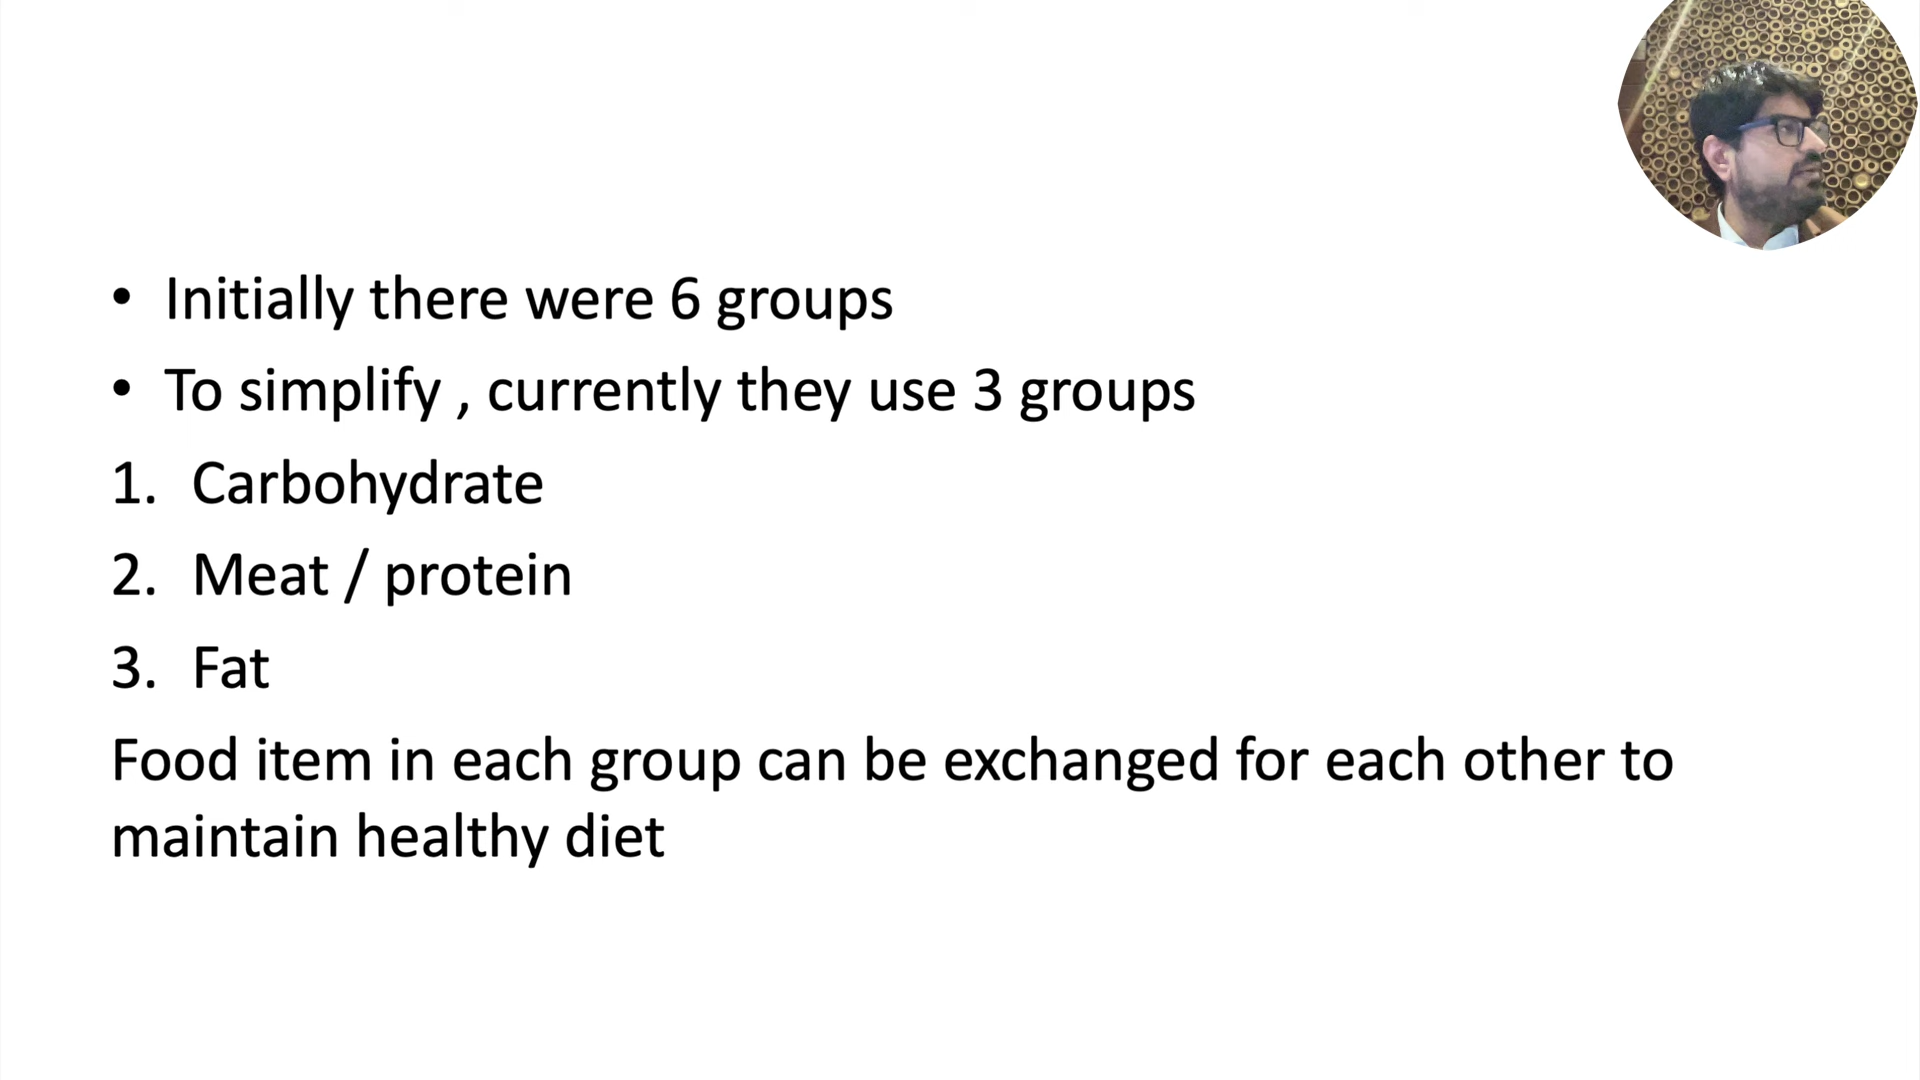 • Initially there were 6 groups
• To simplify , currently they use 3 groups
1. Carbohydrate
2. Meat / protein
3. Fat
Food item in each group can be exchanged for each other to
maintain healthy diet